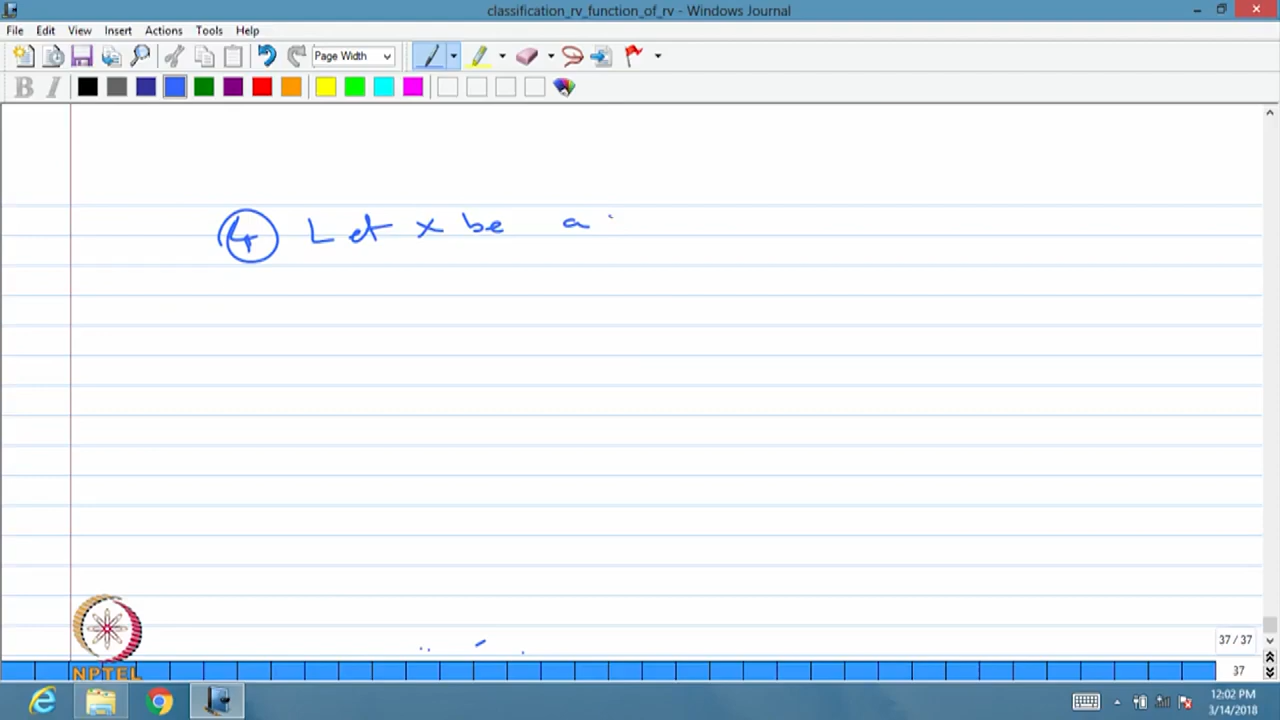 classification_rv_function_of_rv - Windows Journal
File Edit View Insert Actions Tools Help
Page Width
B I
4 Let x be a
37 / 37
NPTEL
37
12:02 PM
3/14/2018